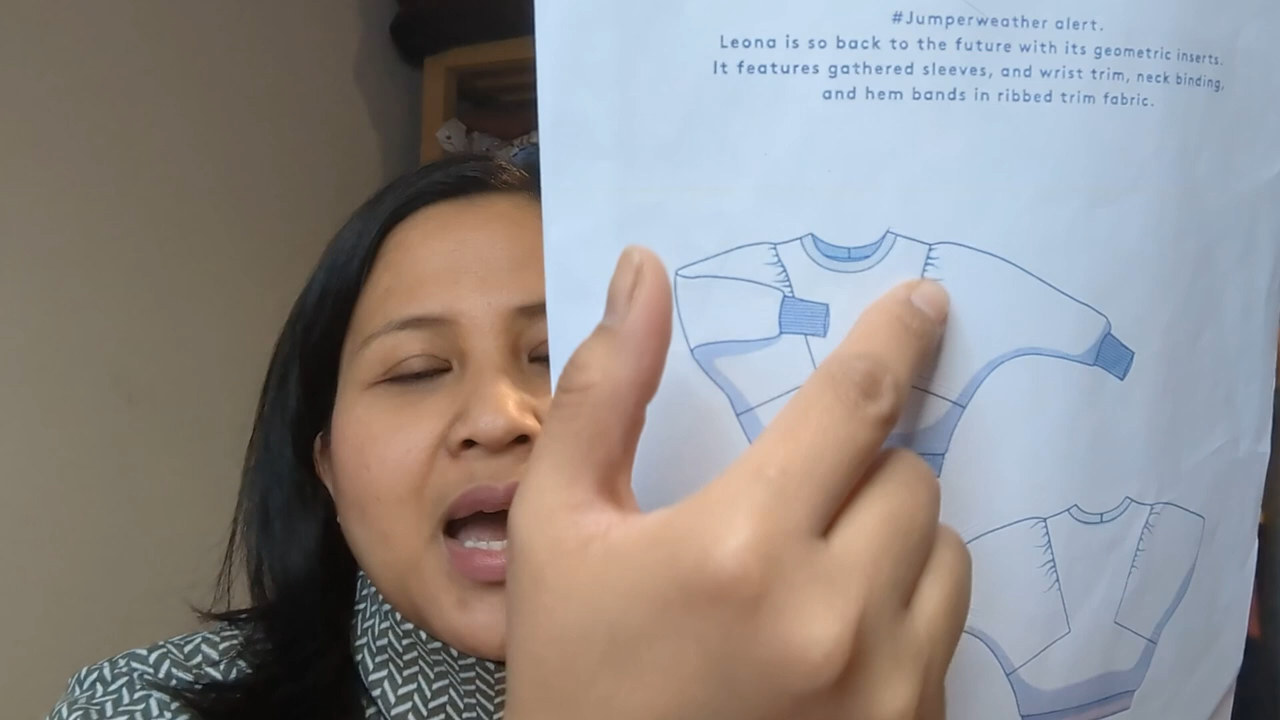 #Jumperweather alert.
Leona is so back to the future with its geometric inserts.
It features gathered sleeves, and wrist trim, neck binding,
and hem bands in ribbed trim fabric.